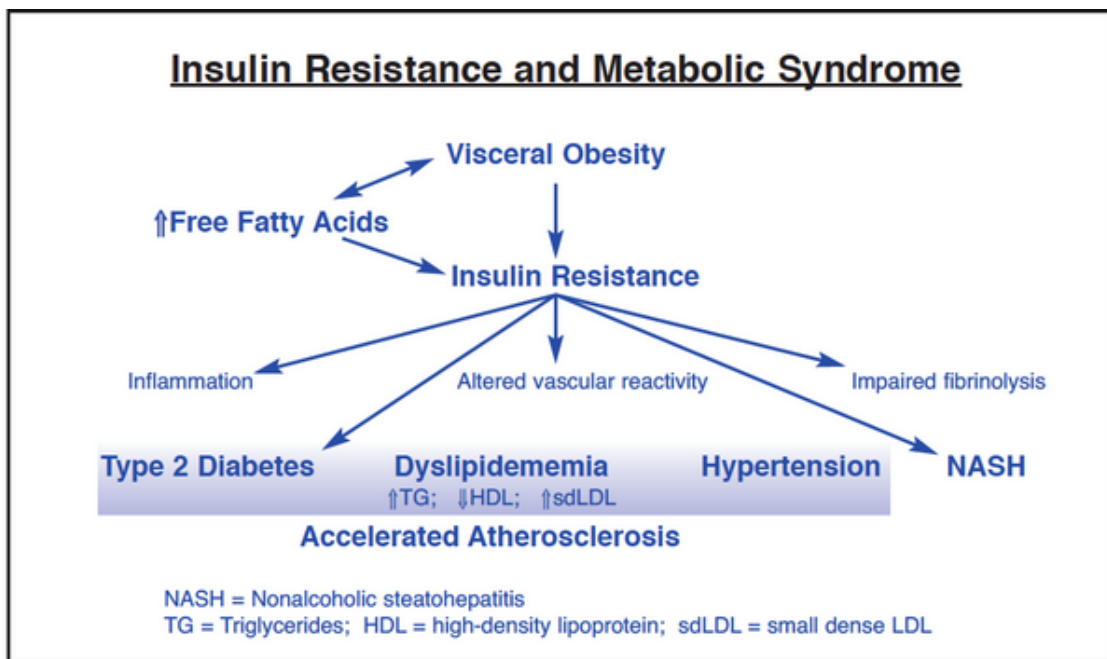 Insulin Resistance and Metabolic Syndrome
Visceral Obesity
⇑Free Fatty Acids
Insulin Resistance
Inflammation
Altered vascular reactivity
Impaired fibrinolysis
Type 2 Diabetes
Dyslipidememia
Hypertension
NASH
⇑TG; ⇓HDL; ⇑sdLDL
Accelerated Atherosclerosis
NASH = Nonalcoholic steatohepatitis
TG = Triglycerides; HDL = high-density lipoprotein; sdLDL = small dense LDL